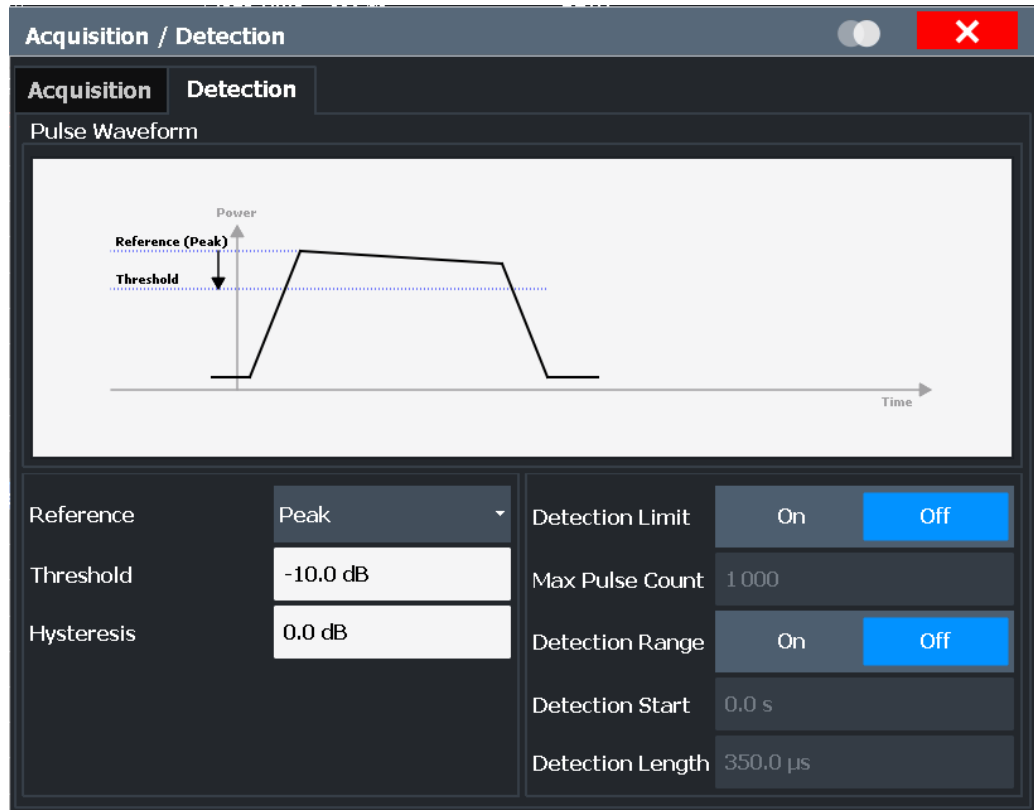 Acquisition / Detection
Acquisition Detection
Pulse Waveform
Power
Reference (Peak)
Threshold
Time
Reference Peak
Threshold -10.0 dB
Hysteresis 0.0 dB
Detection Limit On Off
Max Pulse Count 1000
Detection Range On Off
Detection Start 0.0 s
Detection Length 350.0 µs